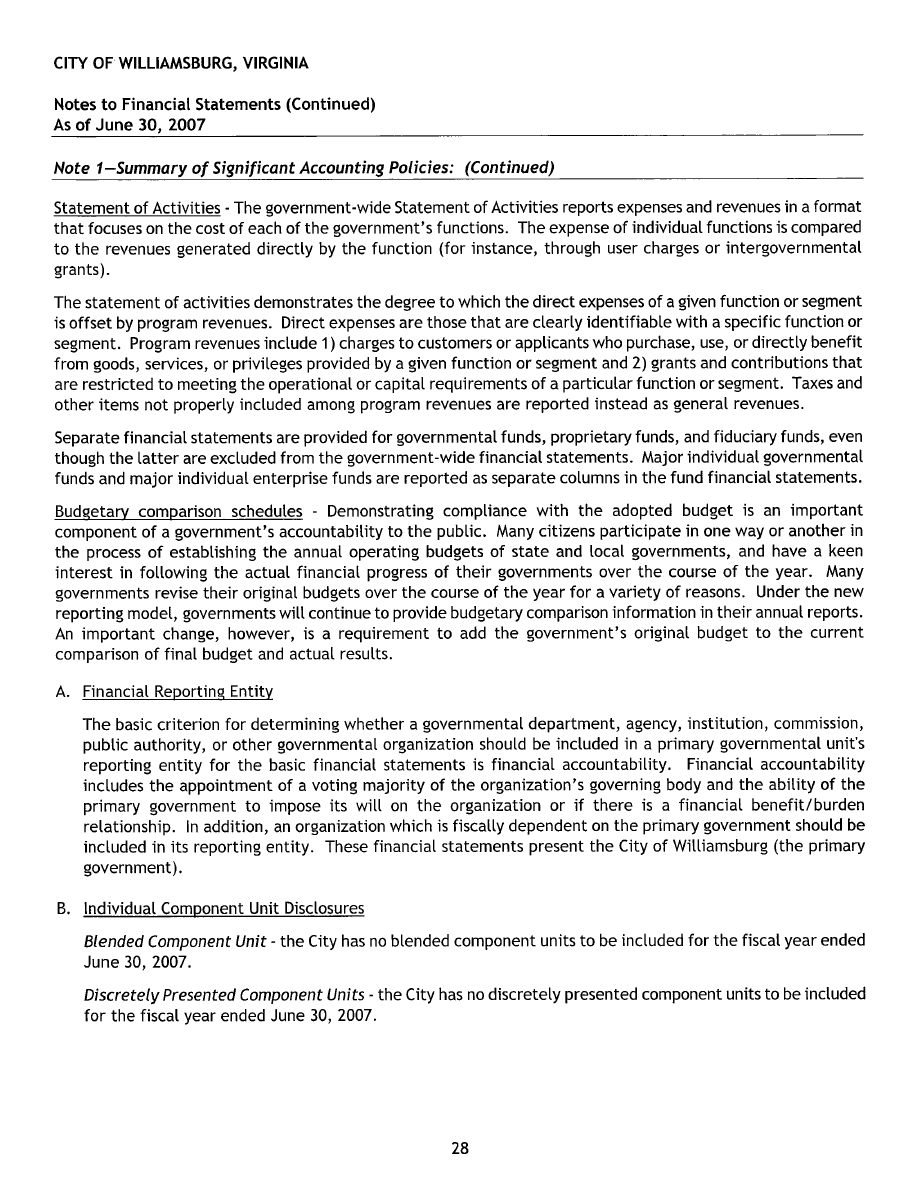 CITY OF WILLIAMSBURG, VIRGINIA
Notes to Financial Statements (Continued)
As of June 30, 2007
Note 1—Summary of Significant Accounting Policies: (Continued)
Statement of Activities - The government-wide Statement of Activities reports expenses and revenues in a format
that focuses on the cost of each of the government's functions. The expense of individual functions is compared
to the revenues generated directly by the function (for instance, through user charges or intergovernmental
grants).
The statement of activities demonstrates the degree to which the direct expenses of a given function or segment
is offset by program revenues. Direct expenses are those that are clearly identifiable with a specific function or
segment. Program revenues include 1) charges to customers or applicants who purchase, use, or directly benefit
from goods, services, or privileges provided by a given function or segment and 2) grants and contributions that
are restricted to meeting the operational or capital requirements of a particular function or segment. Taxes and
other items not properly included among program revenues are reported instead as general revenues.
Separate financial statements are provided for governmental funds, proprietary funds, and fiduciary funds, even
though the latter are excluded from the government-wide financial statements. Major individual governmental
funds and major individual enterprise funds are reported as separate columns in the fund financial statements.
Budgetary comparison schedules - Demonstrating compliance with the adopted budget is an important
component of a government's accountability to the public. Many citizens participate in one way or another in
the process of establishing the annual operating budgets of state and local governments, and have a keen
interest in following the actual financial progress of their governments over the course of the year. Many
governments revise their original budgets over the course of the year for a variety of reasons. Under the new
reporting model, governments will continue to provide budgetary comparison information in their annual reports.
An important change, however, is a requirement to add the government's original budget to the current
comparison of final budget and actual results.
A. Financial Reporting Entity
The basic criterion for determining whether a governmental department, agency, institution, commission,
public authority, or other governmental organization should be included in a primary governmental unit's
reporting entity for the basic financial statements is financial accountability. Financial accountability
includes the appointment of a voting majority of the organization's governing body and the ability of the
primary government to impose its will on the organization or if there is a financial benefit/burden
relationship. In addition, an organization which is fiscally dependent on the primary government should be
included in its reporting entity. These financial statements present the City of Williamsburg (the primary
government).
B. Individual Component Unit Disclosures
Blended Component Unit - the City has no blended component units to be included for the fiscal year ended
June 30, 2007.
Discretely Presented Component Units - the City has no discretely presented component units to be included
for the fiscal year ended June 30, 2007.
28